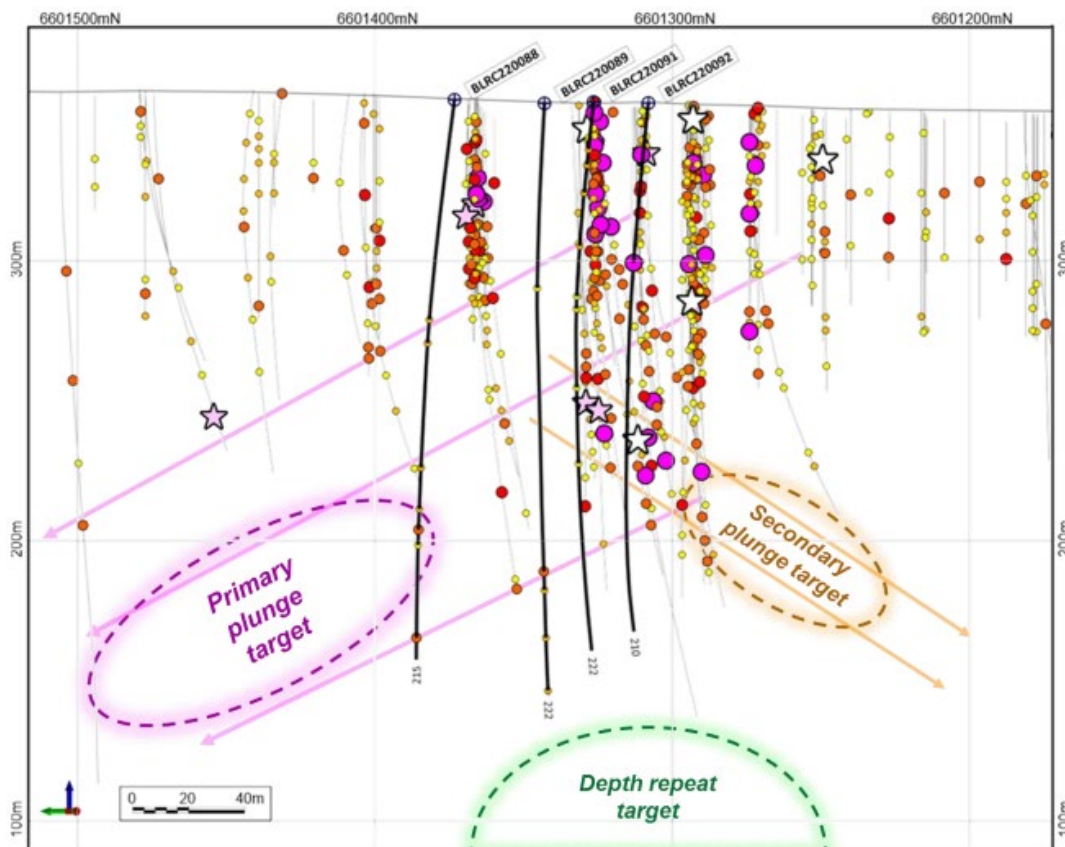 6601500mN 6601400mN 6601300mN 6601200mN
BLRC220088
BLRC220089
BLRC220091
BLRC220092
300m 300m
200m 200m
100m 100m
Primary
plunge
target
Secondary
plunge target
Depth repeat
target
215
222
222
210
0 20 40m